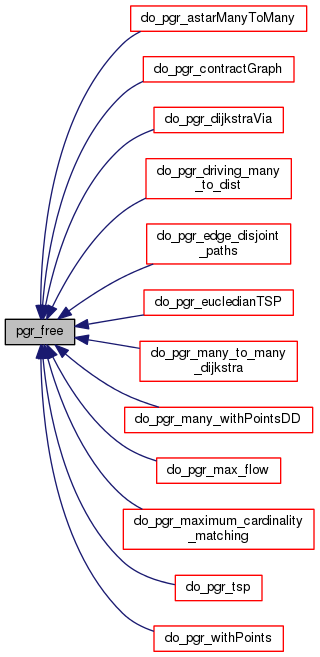 do_pgr_astarManyToMany
do_pgr_contractGraph
do_pgr_dijkstraVia
do_pgr_driving_many
_to_dist
do_pgr_edge_disjoint
_paths
do_pgr_eucledianTSP
pgr_free
do_pgr_many_to_many
_dijkstra
do_pgr_many_withPointsDD
do_pgr_max_flow
do_pgr_maximum_cardinality
_matching
do_pgr_tsp
do_pgr_withPoints